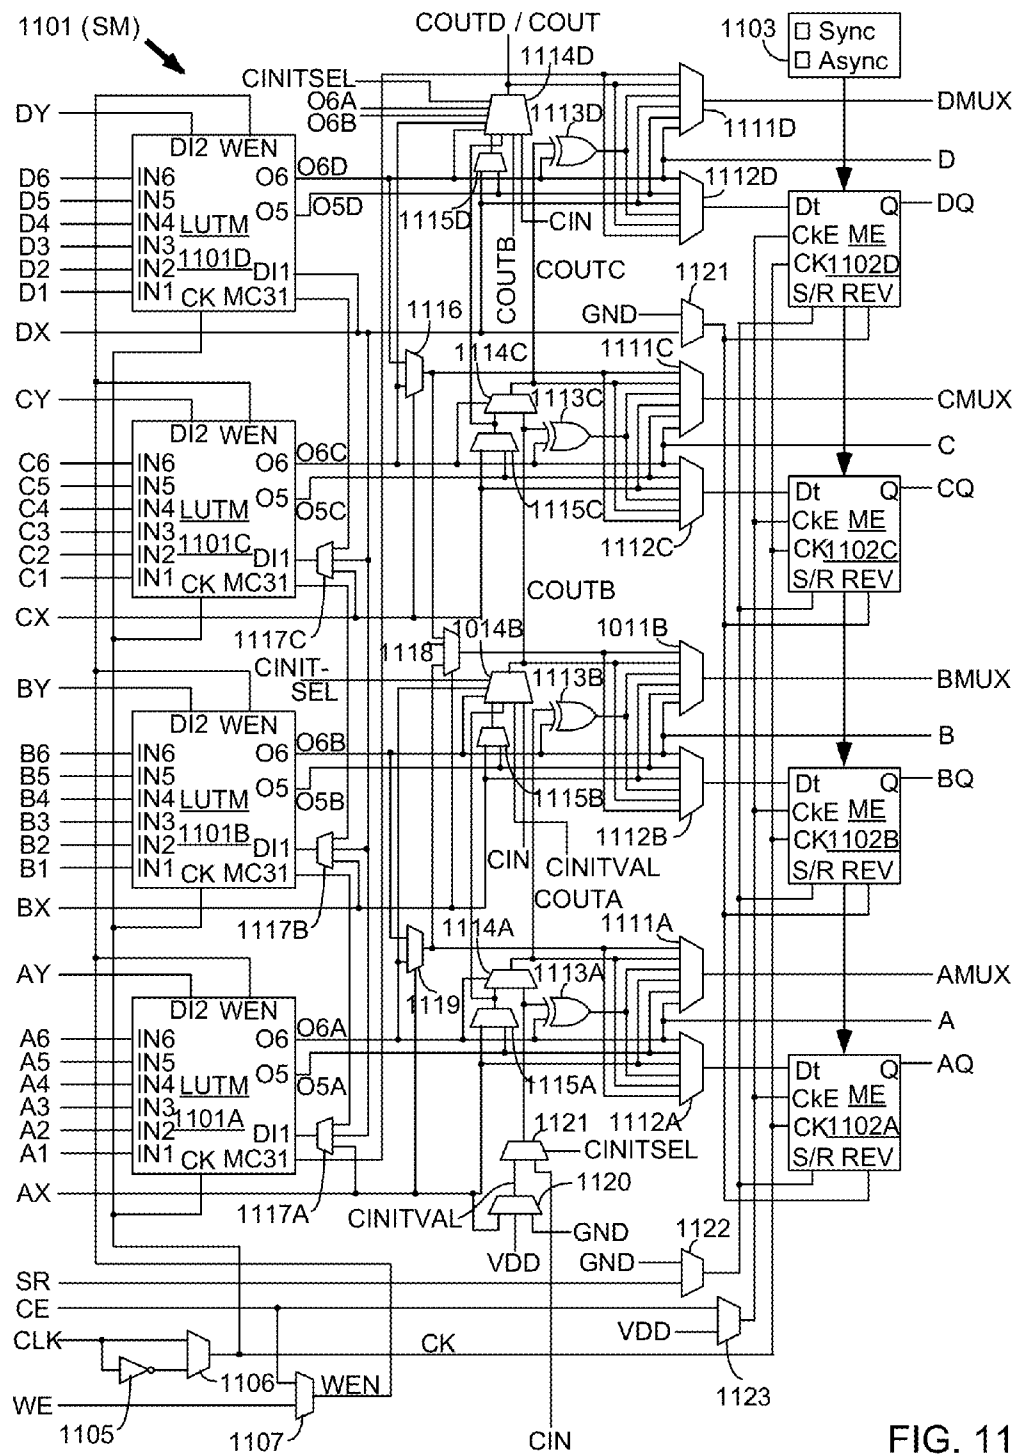 1101 (SM)
COUTD / COUT
1103
Sync
Async
1114D
CINITSEL
O6A
O6B
1113D
DMUX
1111D
DY
DI2 WEN
D6
D5
D4
D3
D2
D1
IN6
IN5
IN4
IN3
IN2
IN1
LUTM
1101D
O6
O5
DI1
CK MC31
O6D
O5D
1115D
CIN
COUTB
COUTC
1112D
D
DQ
Dt Q
CkE ME
CK 1102D
S/R REV
DX
1116
1121
GND
1114C
1111C
1113C
CMUX
CY
DI2 WEN
C6
C5
C4
C3
C2
C1
IN6
IN5
IN4
IN3
IN2
IN1
LUTM
1101C
O6
O5
DI1
CK MC31
O6C
O5C
1115C
1112C
C
CQ
Dt Q
CkE ME
CK 1102C
S/R REV
CX
1117C
COUTB
1014B
1118
1011B
CINIT-
SEL
1113B
BMUX
BY
DI2 WEN
B6
B5
B4
B3
B2
B1
IN6
IN5
IN4
IN3
IN2
IN1
LUTM
1101B
O6
O5
DI1
CK MC31
O6B
O5B
1115B
1112B
CIN
CINITVAL
COUTA
B
BQ
Dt Q
CkE ME
CK 1102B
S/R REV
BX
1117B
1114A
1111A
1113A
1119
AMUX
AY
DI2 WEN
A6
A5
A4
A3
A2
A1
IN6
IN5
IN4
IN3
IN2
IN1
LUTM
1101A
O6
O5
DI1
CK MC31
O6A
O5A
1115A
1112A
A
AQ
Dt Q
CkE ME
CK 1102A
S/R REV
1121
CINITSEL
AX
1117A
CINITVAL
1120
GND
VDD
1122
GND
SR
CE
VDD
CLK
CK
1123
1106
WEN
WE
1105
1107
CIN
FIG. 11